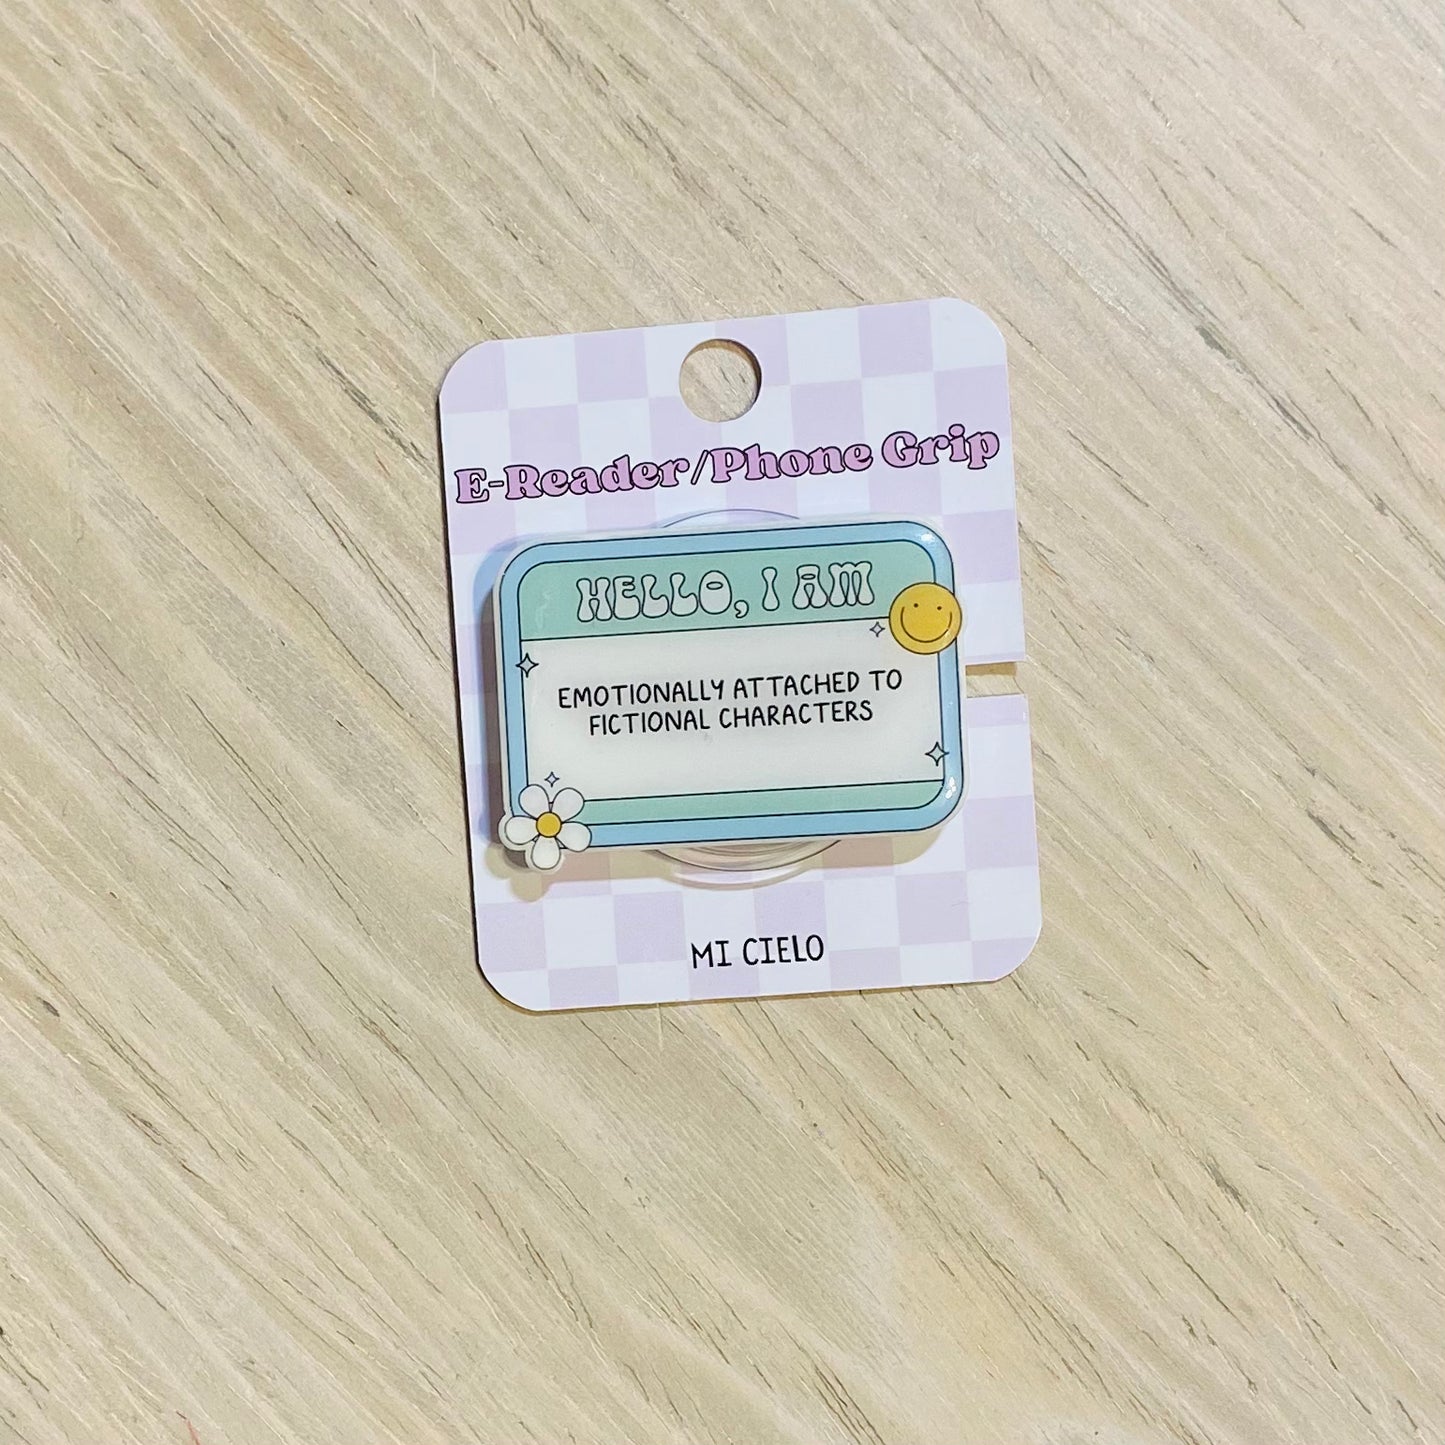 E-Reader/Phone Grip
HELLO, I AM
EMOTIONALLY ATTACHED TO
FICTIONAL CHARACTERS
MI CIELO